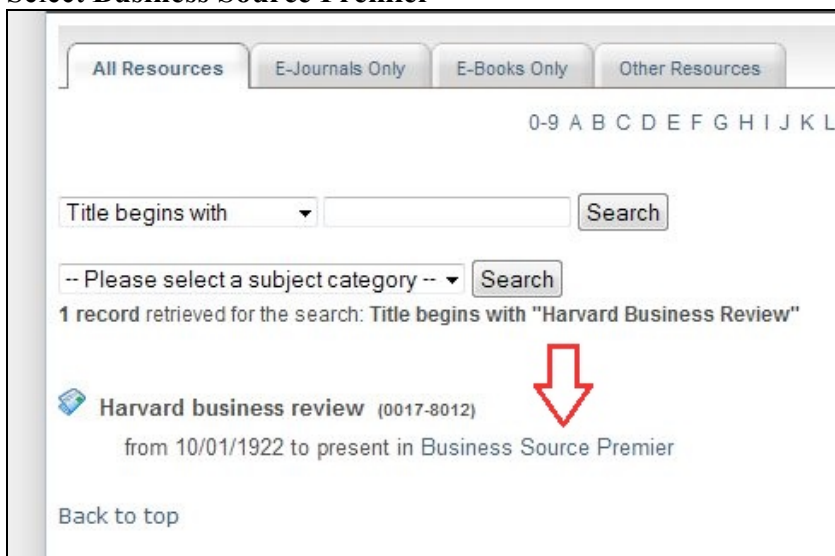 Select Business Source Premier
All Resources E-Journals Only E-Books Only Other Resources
0-9 A B C D E F G H I J K L
Title begins with Search
-- Please select a subject category -- Search
1 record retrieved for the search: Title begins with "Harvard Business Review"
Harvard business review (0017-8012)
from 10/01/1922 to present in Business Source Premier
Back to top